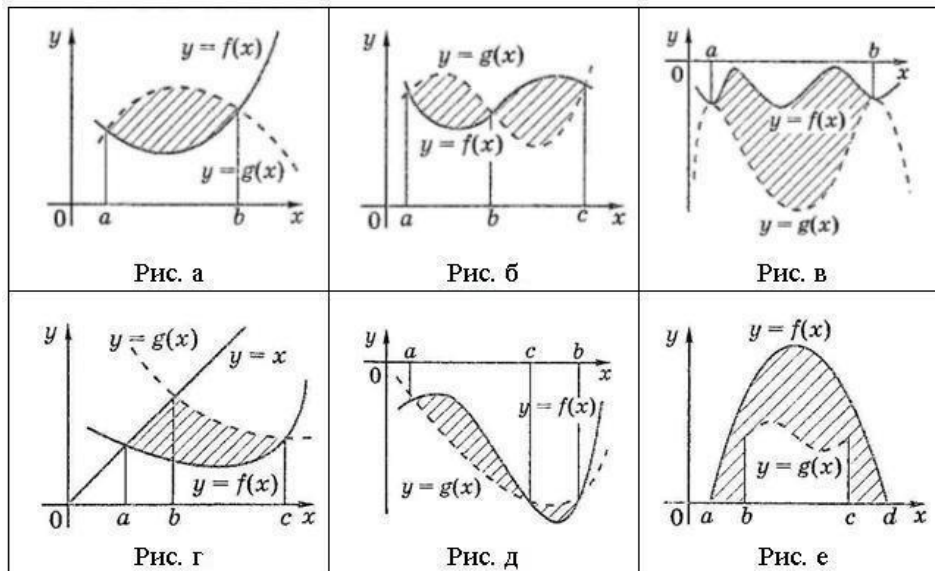 y
y = f(x)
y = g(x)
0
a
b
x
Рис. а
y
y = g(x)
y = f(x)
0
a
b
c
x
Рис. б
y
a
b
0
x
y = f(x)
y = g(x)
Рис. в
y
y = g(x)
y = x
y = f(x)
0
a
b
c
x
Рис. г
y
a
c
b
0
x
y = f(x)
y = g(x)
Рис. д
y
y = f(x)
y = g(x)
0
a
b
c
d
x
Рис. е